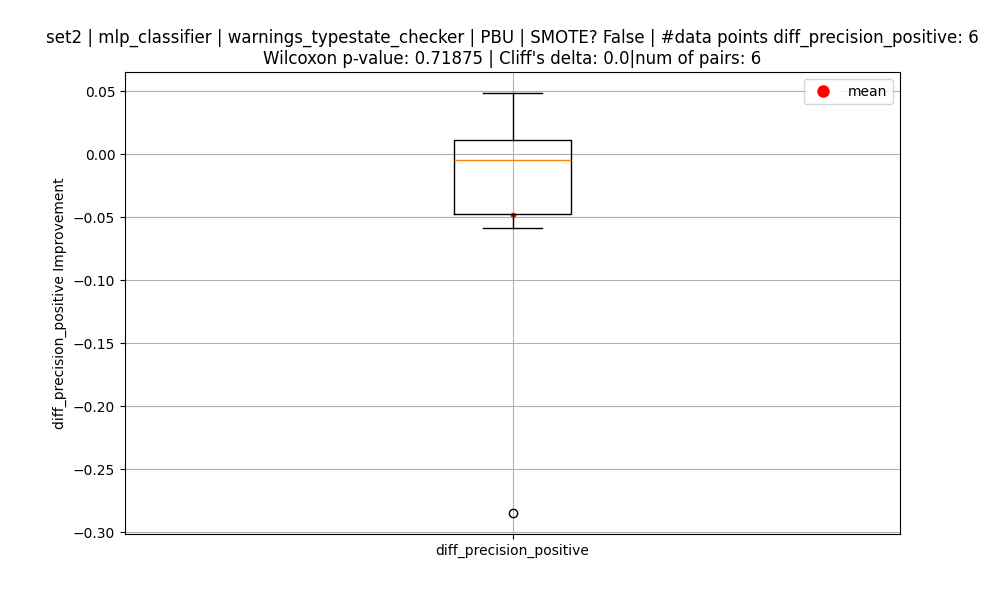 set2 | mlp_classifier | warnings_typestate_checker | PBU | SMOTE? False | #data points diff_precision_positive: 6
Wilcoxon p-value: 0.71875 | Cliff's delta: 0.0|num of pairs: 6
mean
0.05
0.00
−0.05
−0.10
−0.15
−0.20
−0.25
−0.30
diff_precision_positive Improvement
diff_precision_positive